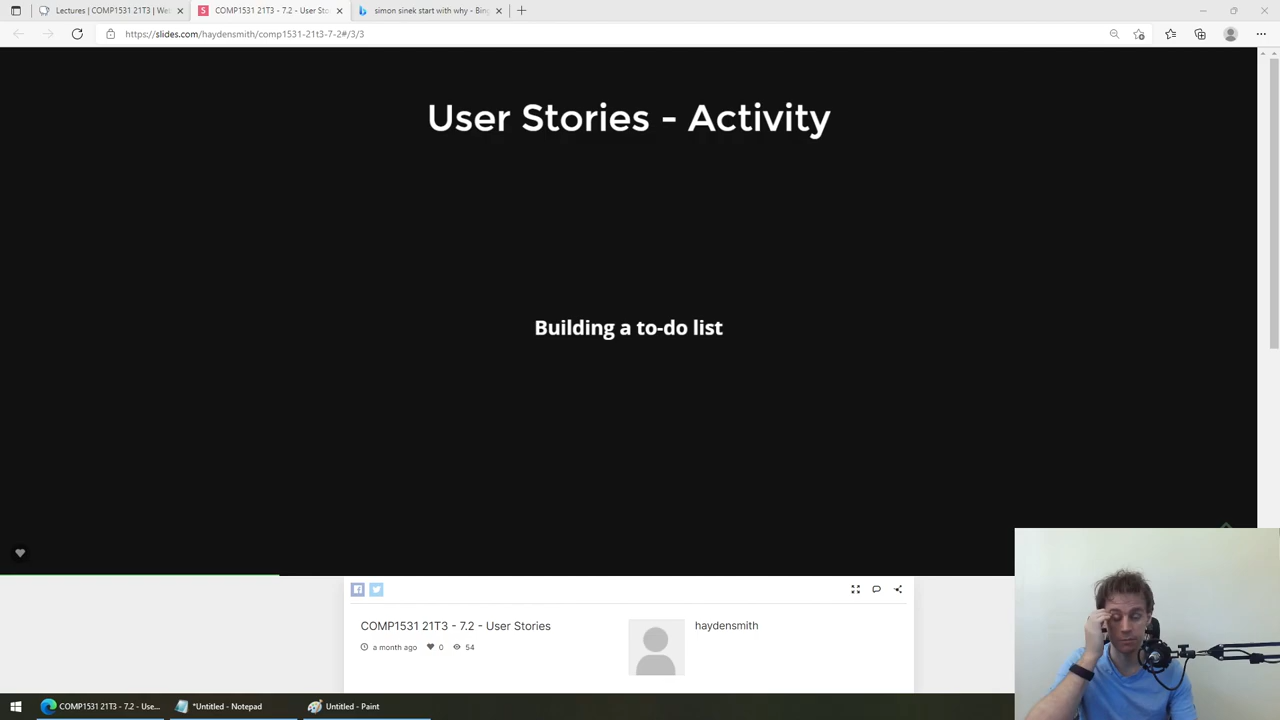 Lectures | COMP1531 21T3 | We
COMP1531 21T3 - 7.2 - User Sto
simon sinek start with why - Bing
https://slides.com/haydensmith/comp1531-21t3-7-2#/3/3
User Stories - Activity
Building a to-do list
COMP1531 21T3 - 7.2 - User Stories
haydensmith
a month ago 0 54
COMP1531 21T3 - 7.2 - Use...
*Untitled - Notepad
Untitled - Paint